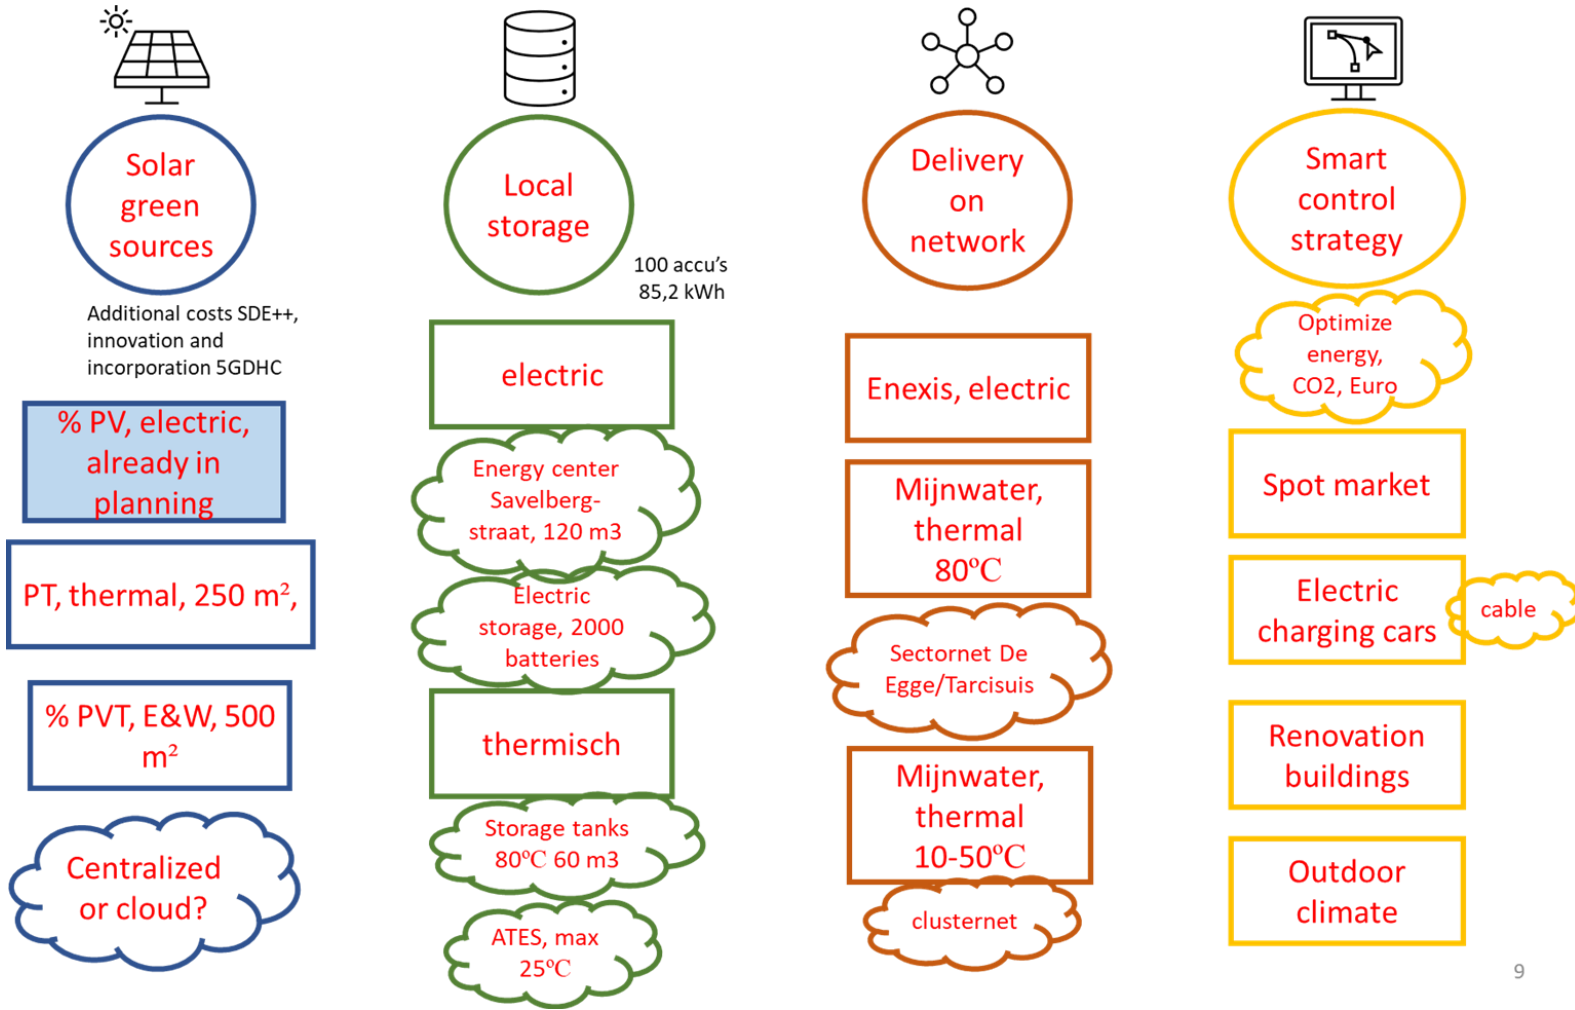 Solar
green
sources
Additional costs SDE++,
innovation and
incorporation 5GDHC
% PV, electric,
already in
planning
PT, thermal, 250 m²,
% PVT, E&W, 500
m²
Centralized
or cloud?
Local
storage
100 accu's
85,2 kWh
electric
Energy center
Savelberg-
straat, 120 m3
Electric
storage, 2000
batteries
thermisch
Storage tanks
80°C 60 m3
ATES, max
25°C
Delivery
on
network
Enexis, electric
Mijnwater,
thermal
80°C
Sectornet De
Egge/Tarcisuis
Mijnwater,
thermal
10-50°C
clusternet
Smart
control
strategy
Optimize
energy,
CO2, Euro
Spot market
Electric
charging cars
cable
Renovation
buildings
Outdoor
climate
9